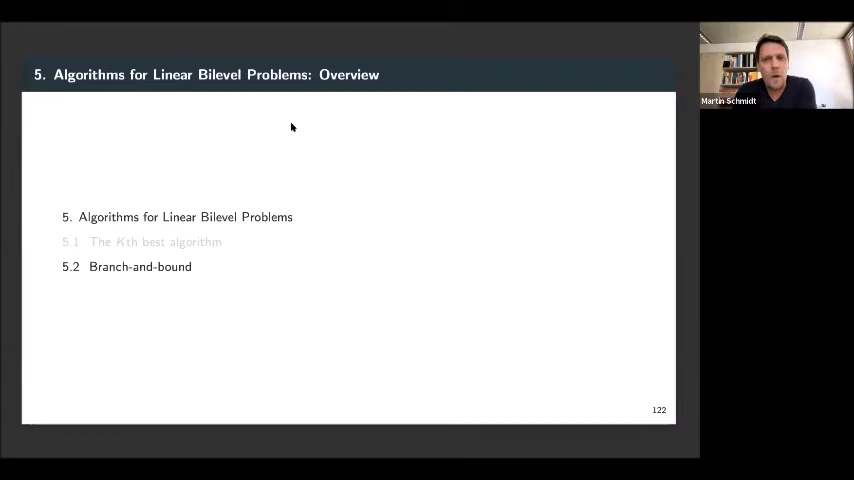 5. Algorithms for Linear Bilevel Problems: Overview
Martin Schmidt
5. Algorithms for Linear Bilevel Problems
5.1 The Kth best algorithm
5.2 Branch-and-bound
122